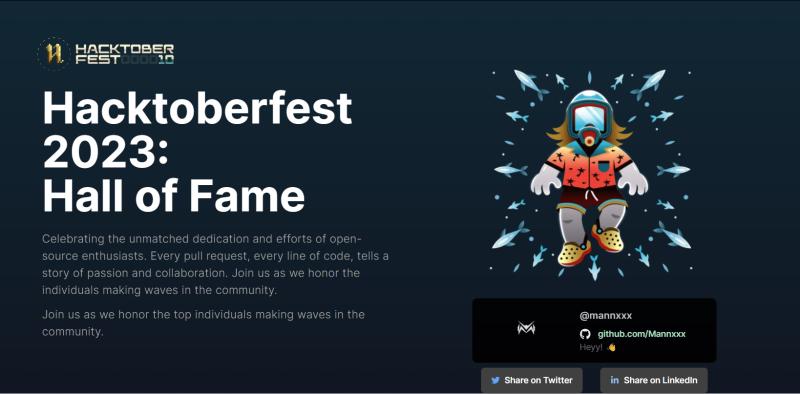 HACKTOBER
FEST000010
Hacktoberfest
2023:
Hall of Fame
Celebrating the unmatched dedication and efforts of open-
source enthusiasts. Every pull request, every line of code, tells a
story of passion and collaboration. Join us as we honor the
individuals making waves in the community.
Join us as we honor the top individuals making waves in the
community.
@mannxxx
github.com/Mannxxx
Heyy! 👋
Share on Twitter
Share on LinkedIn